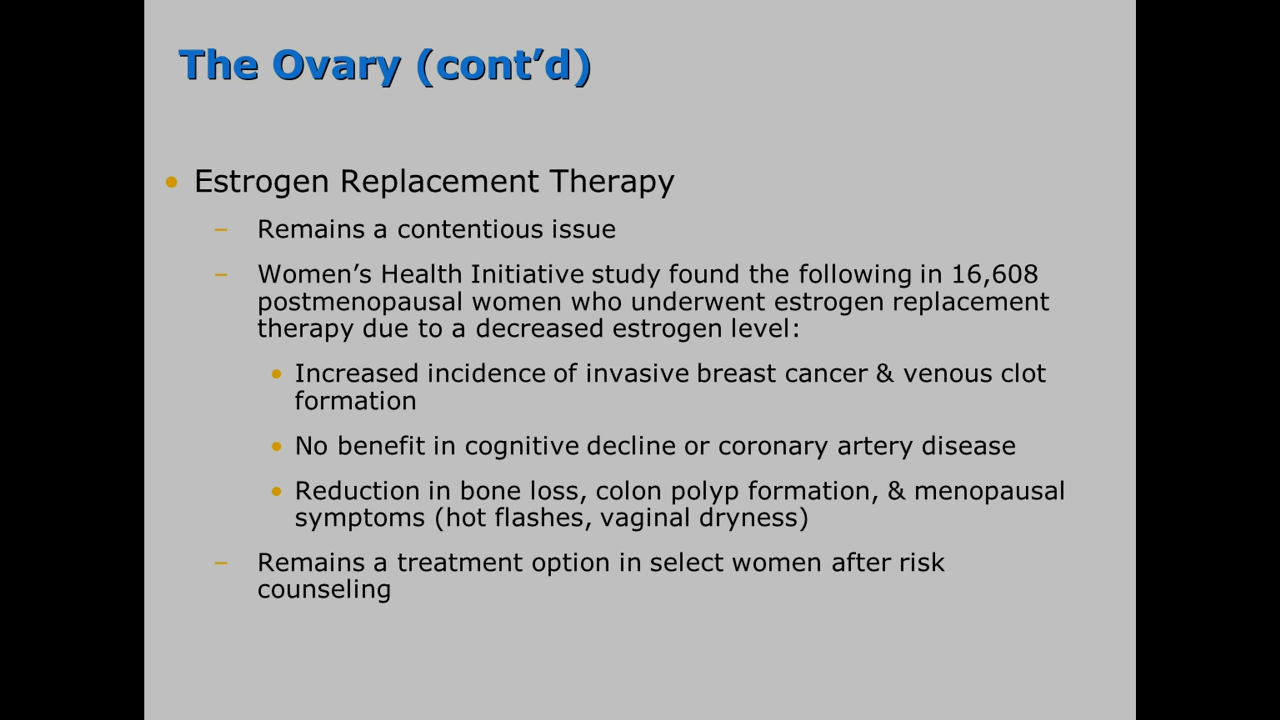 The Ovary (cont’d)
• Estrogen Replacement Therapy
– Remains a contentious issue
– Women’s Health Initiative study found the following in 16,608
postmenopausal women who underwent estrogen replacement
therapy due to a decreased estrogen level:
• Increased incidence of invasive breast cancer & venous clot
formation
• No benefit in cognitive decline or coronary artery disease
• Reduction in bone loss, colon polyp formation, & menopausal
symptoms (hot flashes, vaginal dryness)
– Remains a treatment option in select women after risk
counseling